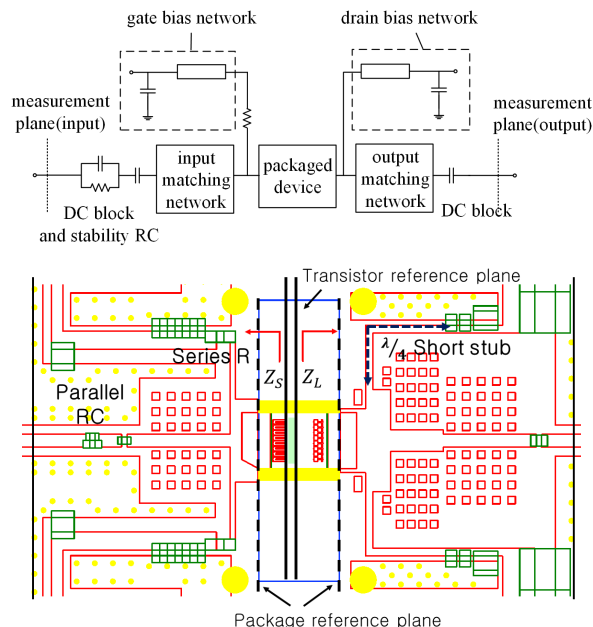 gate bias network
drain bias network
measurement
plane(input)
measurement
plane(output)
input
matching
network
packaged
device
output
matching
network
DC block
and stability RC
DC block
Transistor reference plane
Series R
Z_S
Z_L
λ/4 Short stub
Parallel
RC
Package reference plane